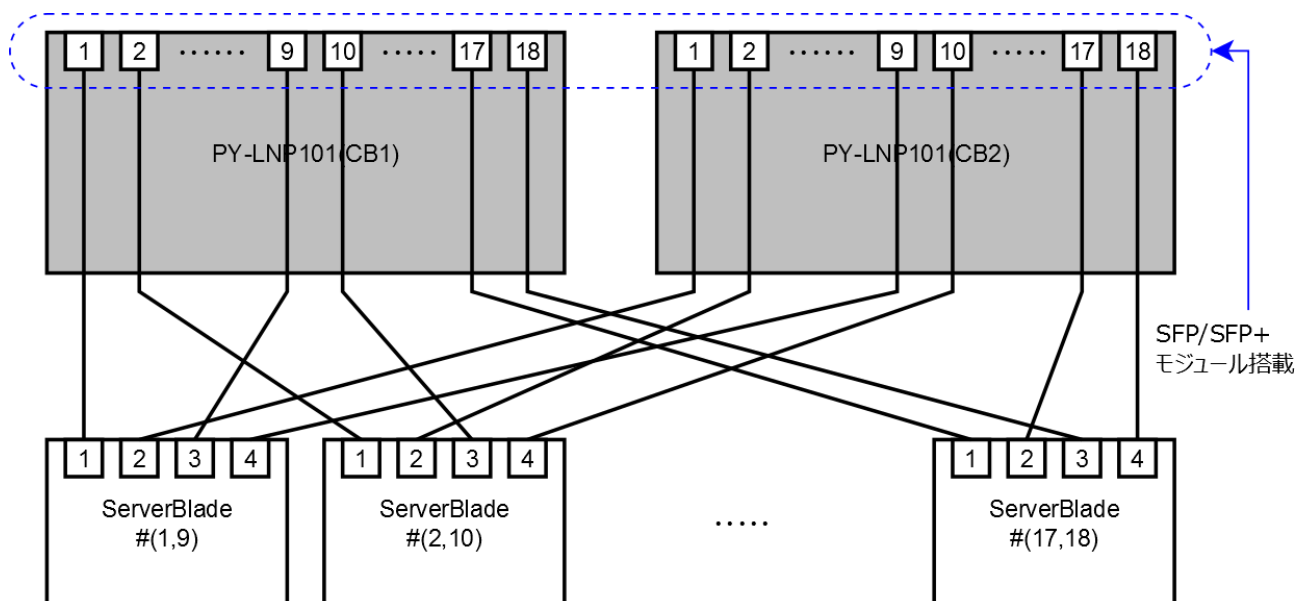 1 2 ······ 9 10 ····· 17 18
1 2 ······ 9 10 ····· 17 18
PY-LNP101(CB1)
PY-LNP101(CB2)
SFP/SFP+
モジュール搭載
1 2 3 4
1 2 3 4
1 2 3 4
ServerBlade
#(1,9)
ServerBlade
#(2,10)
·····
ServerBlade
#(17,18)